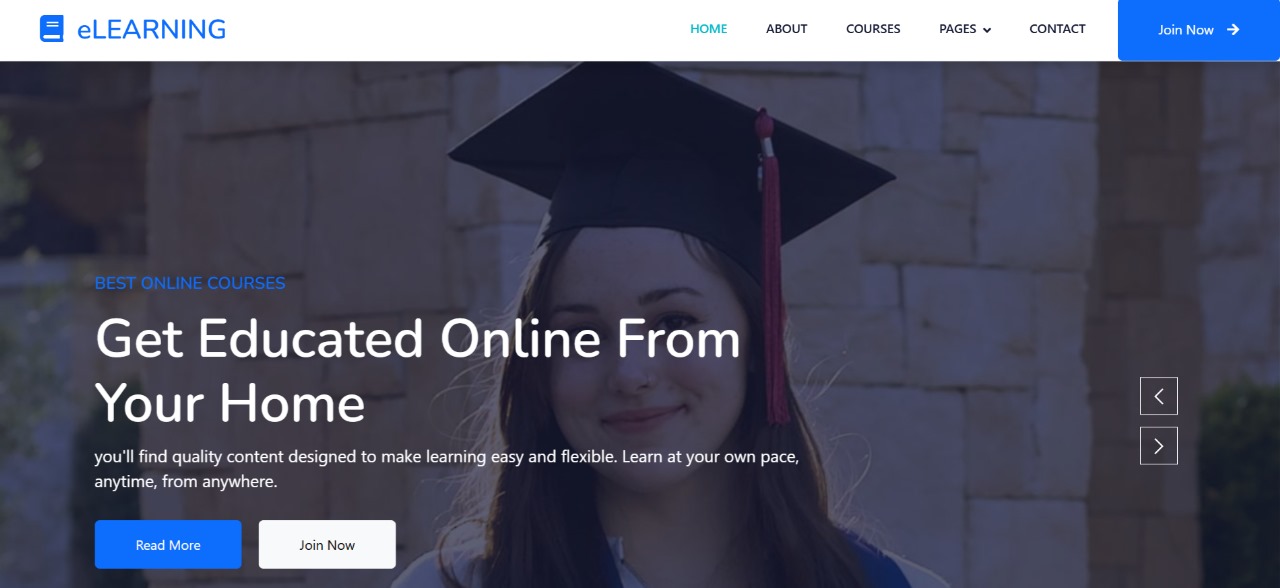 eLEARNING
HOME
ABOUT
COURSES
PAGES
CONTACT
Join Now
BEST ONLINE COURSES
Get Educated Online From
Your Home
you'll find quality content designed to make learning easy and flexible. Learn at your own pace,
anytime, from anywhere.
Read More
Join Now